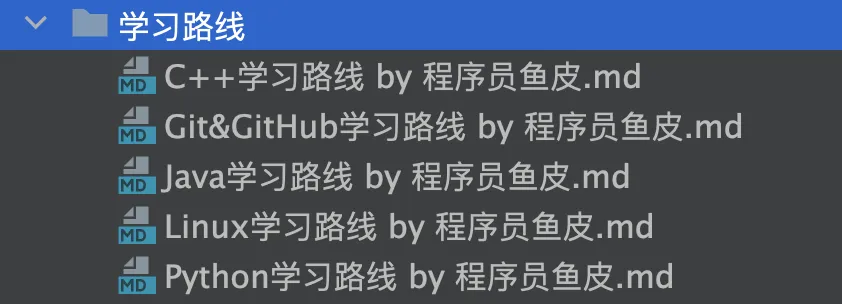 学习路线
MD C++学习路线 by 程序员鱼皮.md
MD Git&GitHub学习路线 by 程序员鱼皮.md
MD Java学习路线 by 程序员鱼皮.md
MD Linux学习路线 by 程序员鱼皮.md
MD Python学习路线 by 程序员鱼皮.md